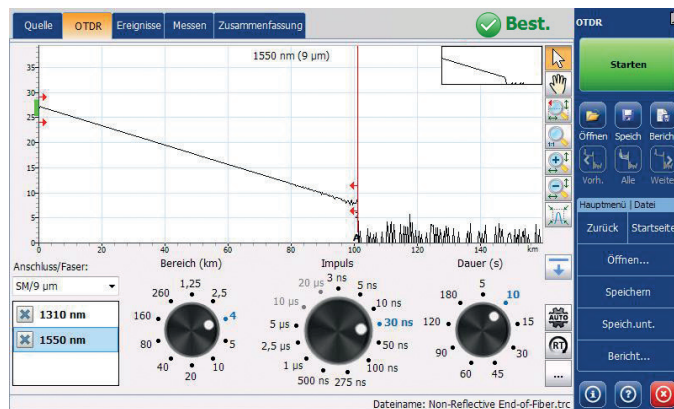 Quelle OTDR Ereignisse Messen Zusammenfassung Best.
1550 nm (9 µm)
35
30
25
20
15
10
5
0
0 20 40 60 80 100 120 140 km
Anschluss/Faser:
SM/9 µm
1310 nm
1550 nm
Bereich (km)
1,25
2,5
4
5
10
20
40
80
160
260
Impuls
3 ns
5 ns
10 ns
30 ns
50 ns
100 ns
275 ns
500 ns
1 µs
2,5 µs
5 µs
10 µs
20 µs
Dauer (s)
5
10
15
30
45
60
90
120
180
1:1
AUTO
RT
...
Dateiname: Non-Reflective End-of-Fiber.trc
OTDR
Starten
Öffnen Speich Berich
Vorh. Alle Weite
Hauptmenü | Datei
Zurück Startseite
Öffnen...
Speichern
Speich.unt.
Bericht...